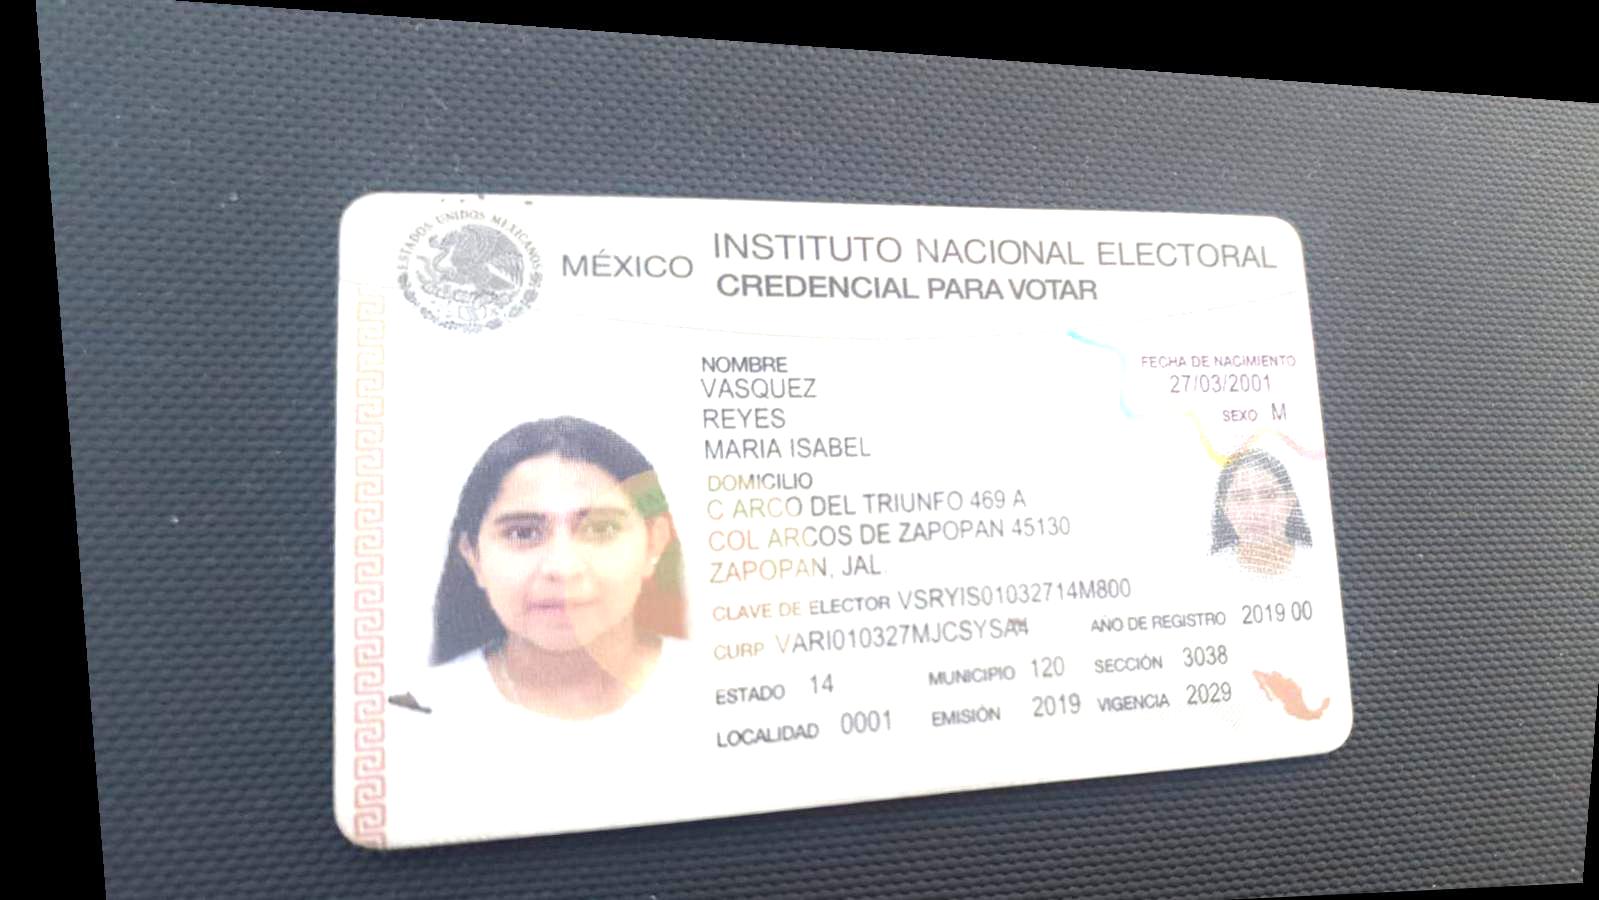 ESTADOS UNIDOS MEXICANOS
MÉXICO
INSTITUTO NACIONAL ELECTORAL
CREDENCIAL PARA VOTAR
NOMBRE
VASQUEZ
REYES
MARIA ISABEL
FECHA DE NACIMIENTO
27/03/2001
SEXO M
DOMICILIO
C ARCO DEL TRIUNFO 469 A
COL ARCOS DE ZAPOPAN 45130
ZAPOPAN, JAL.
CLAVE DE ELECTOR VSRYIS01032714M800
CURP VARI010327MJCSYSA4
AÑO DE REGISTRO 2019 00
ESTADO 14
MUNICIPIO 120
SECCIÓN 3038
LOCALIDAD 0001
EMISIÓN 2019
VIGENCIA 2029